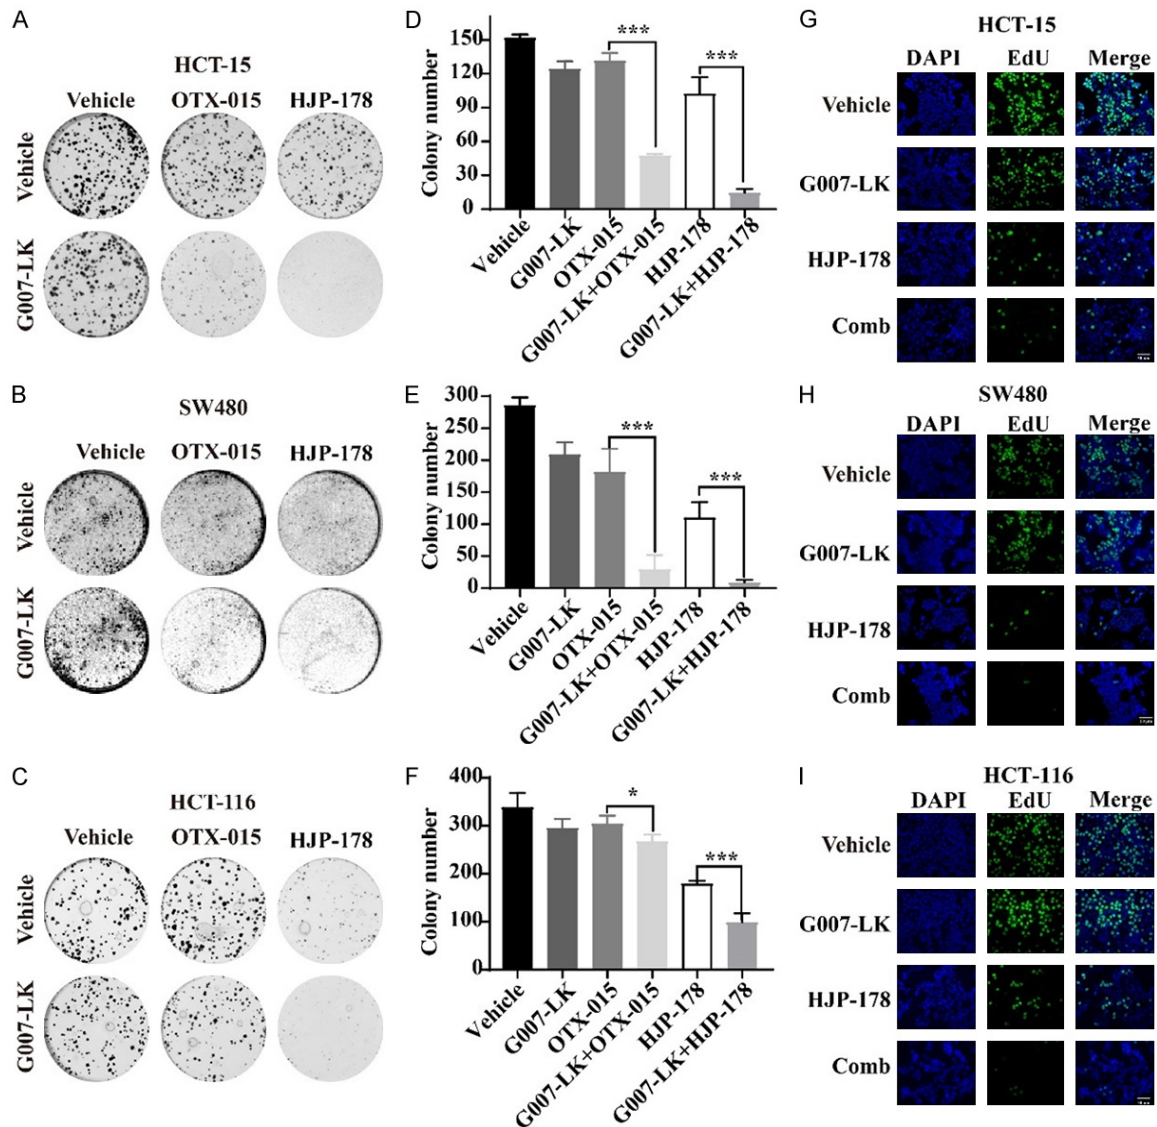 A
HCT-15
Vehicle OTX-015 HJP-178
Vehicle
G007-LK
B
SW480
Vehicle OTX-015 HJP-178
Vehicle
G007-LK
C
HCT-116
Vehicle OTX-015 HJP-178
Vehicle
G007-LK
D
150
120
90
60
30
0
Colony number
***
***
Vehicle
G007-LK
OTX-015
G007-LK+OTX-015
HJP-178
G007-LK+HJP-178
E
300
250
200
150
100
50
0
Colony number
***
***
Vehicle
G007-LK
OTX-015
G007-LK+OTX-015
HJP-178
G007-LK+HJP-178
F
400
300
200
100
0
Colony number
*
***
Vehicle
G007-LK
OTX-015
G007-LK+OTX-015
HJP-178
G007-LK+HJP-178
G
HCT-15
DAPI EdU Merge
Vehicle
G007-LK
HJP-178
Comb
H
SW480
DAPI EdU Merge
Vehicle
G007-LK
HJP-178
Comb
I
HCT-116
DAPI EdU Merge
Vehicle
G007-LK
HJP-178
Comb